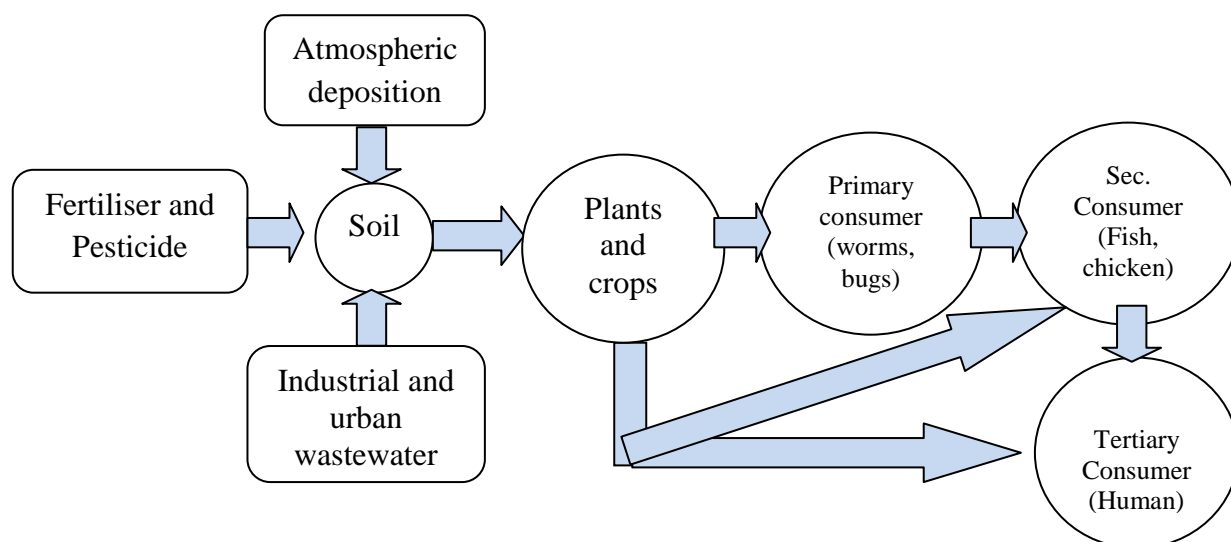 Atmospheric
deposition
Fertiliser and
Pesticide
Soil
Industrial and
urban
wastewater
Plants
and
crops
Primary
consumer
(worms,
bugs)
Sec.
Consumer
(Fish,
chicken)
Tertiary
Consumer
(Human)